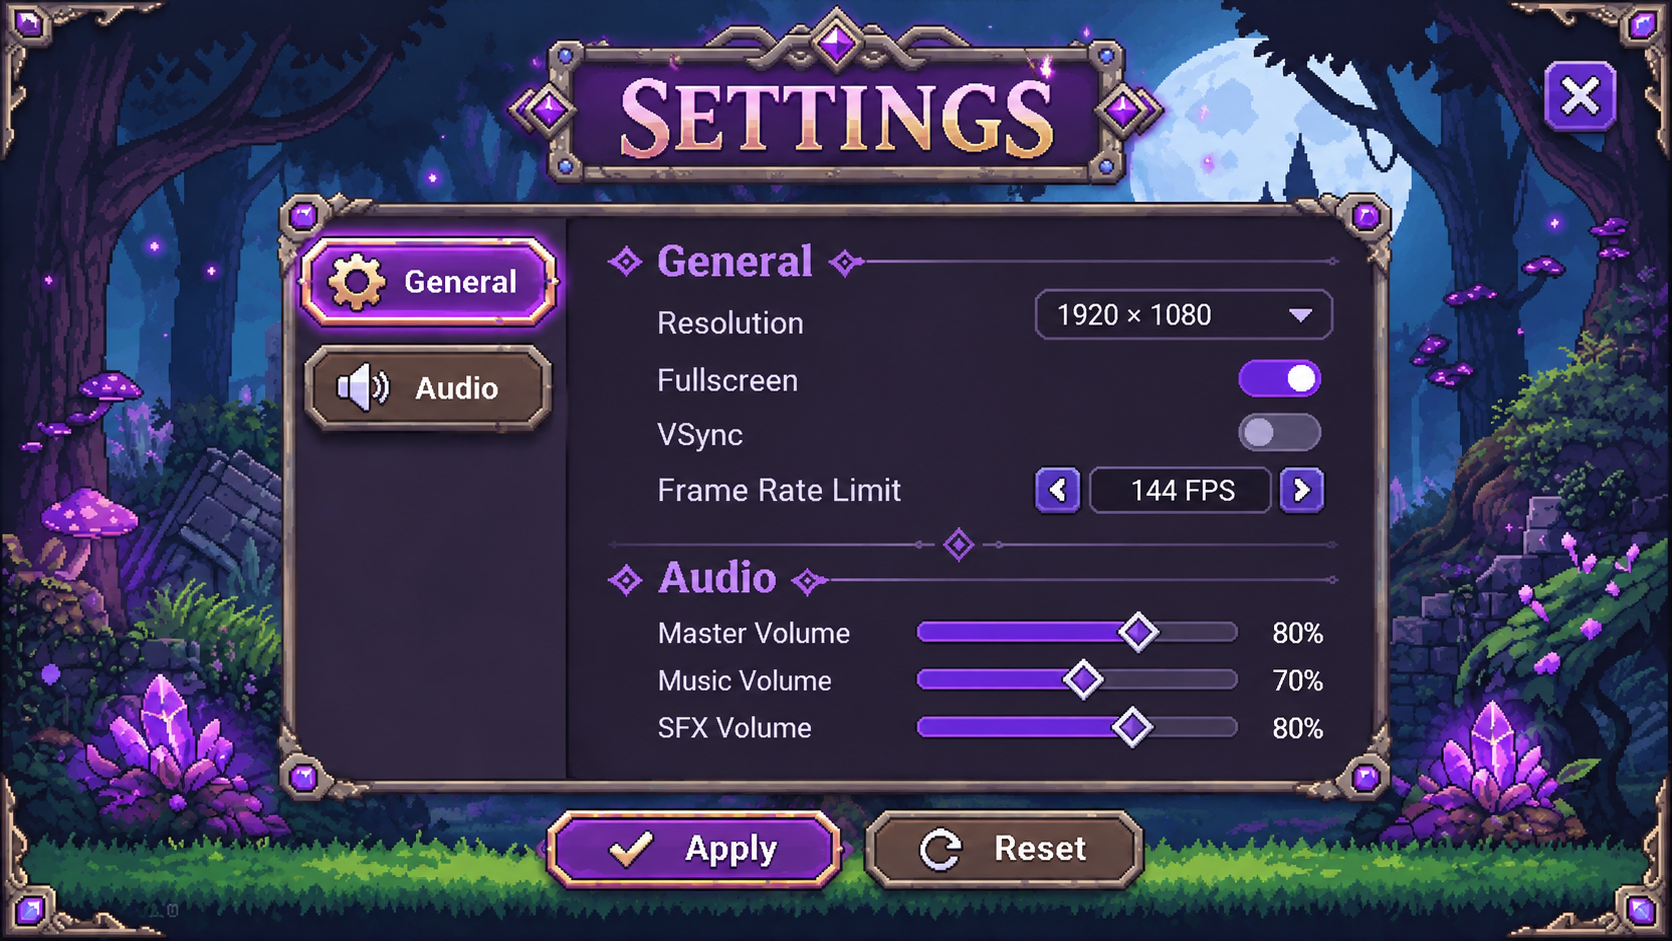 SETTINGS
General
Audio
General
Resolution
1920 × 1080
Fullscreen
VSync
Frame Rate Limit
144 FPS
Audio
Master Volume
80%
Music Volume
70%
SFX Volume
80%
Apply
Reset